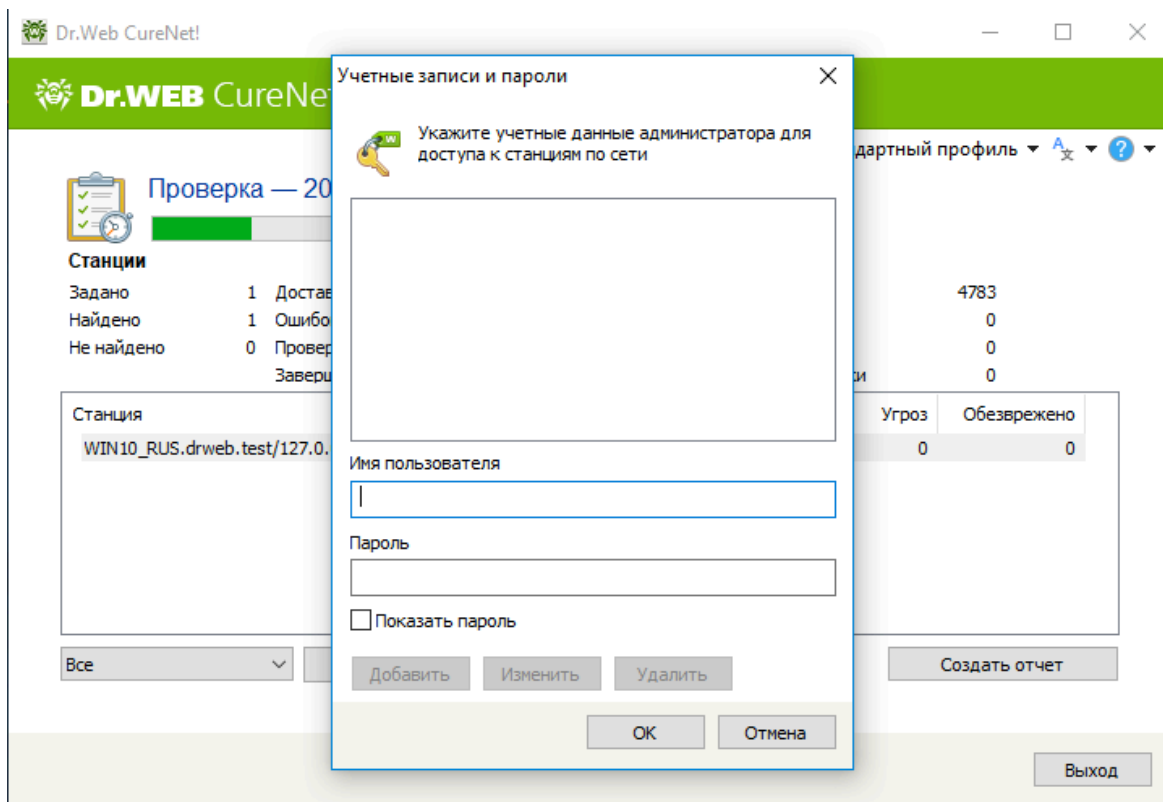 Dr.Web CureNet!
Учетные записи и пароли
Dr.WEB CureNe
Укажите учетные данные администратора для
доступа к станциям по сети
дартный профиль
Проверка — 20
Станции
Задано 1 Достав 4783
Найдено 1 Ошибо 0
Не найдено 0 Провер 0
Заверш ки 0
Станция Угроз Обезврежено
WIN10_RUS.drweb.test/127.0. 0 0
Имя пользователя
Пароль
Показать пароль
Все Создать отчет
Добавить Изменить Удалить
OK Отмена
Выход